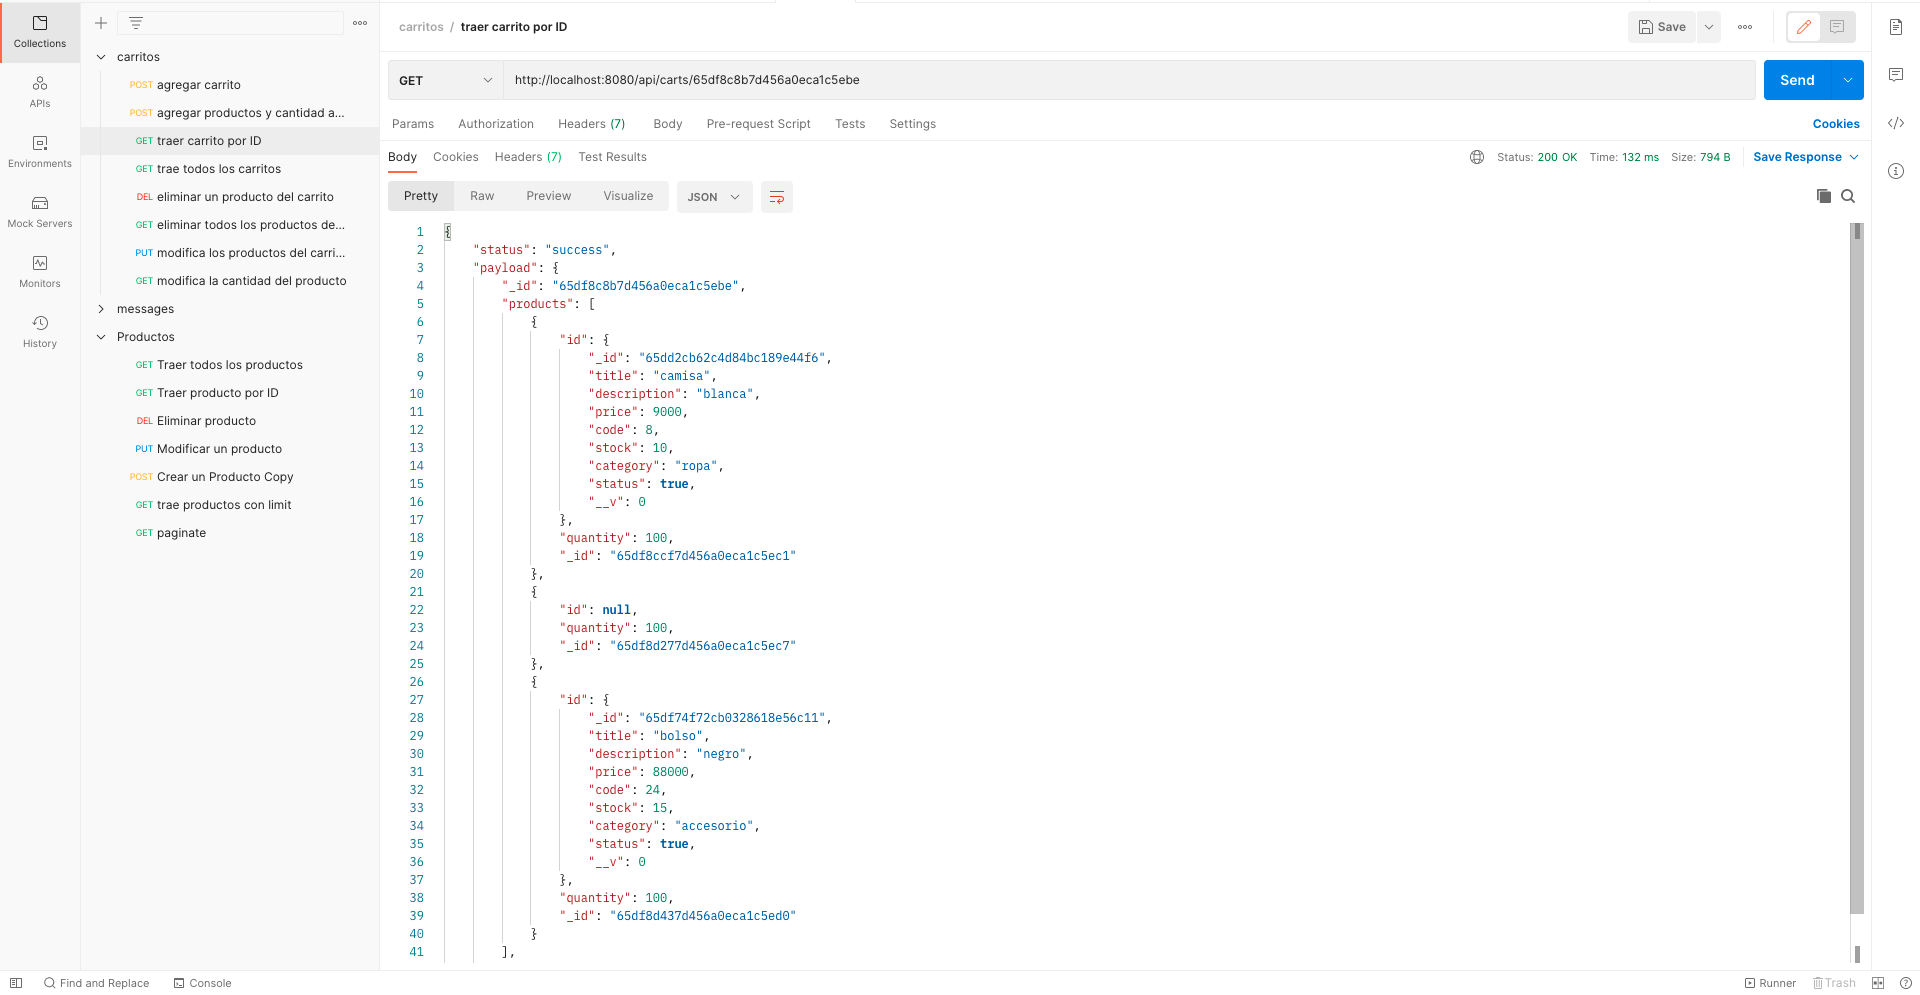 Collections
APIs
Environments
Mock Servers
Monitors
History
carritos
POST agregar carrito
POST agregar productos y cantidad a...
GET traer carrito por ID
GET trae todos los carritos
DEL eliminar un producto del carrito
GET eliminar todos los productos de...
PUT modifica los productos del carri...
GET modifica la cantidad del producto
messages
Productos
GET Traer todos los productos
GET Traer producto por ID
DEL Eliminar producto
PUT Modificar un producto
POST Crear un Producto Copy
GET trae productos con limit
GET paginate
carritos / traer carrito por ID
Save
GET http://localhost:8080/api/carts/65df8c8b7d456a0eca1c5ebe
Send
Params Authorization Headers (7) Body Pre-request Script Tests Settings
Cookies
Body Cookies Headers (7) Test Results
Status: 200 OK Time: 132 ms Size: 794 B Save Response
Pretty Raw Preview Visualize JSON
1 {
2 "status": "success",
3 "payload": {
4 "_id": "65df8c8b7d456a0eca1c5ebe",
5 "products": [
6 {
7 "id": {
8 "_id": "65dd2cb62c4d84bc189e44f6",
9 "title": "camisa",
10 "description": "blanca",
11 "price": 9000,
12 "code": 8,
13 "stock": 10,
14 "category": "ropa",
15 "status": true,
16 "__v": 0
17 },
18 "quantity": 100,
19 "_id": "65df8ccf7d456a0eca1c5ec1"
20 },
21 {
22 "id": null,
23 "quantity": 100,
24 "_id": "65df8d277d456a0eca1c5ec7"
25 },
26 {
27 "id": {
28 "_id": "65df74f72cb0328618e56c11",
29 "title": "bolso",
30 "description": "negro",
31 "price": 88000,
32 "code": 24,
33 "stock": 15,
34 "category": "accesorio",
35 "status": true,
36 "__v": 0
37 },
38 "quantity": 100,
39 "_id": "65df8d437d456a0eca1c5ed0"
40 }
41 ],
Find and Replace Console
Runner Trash